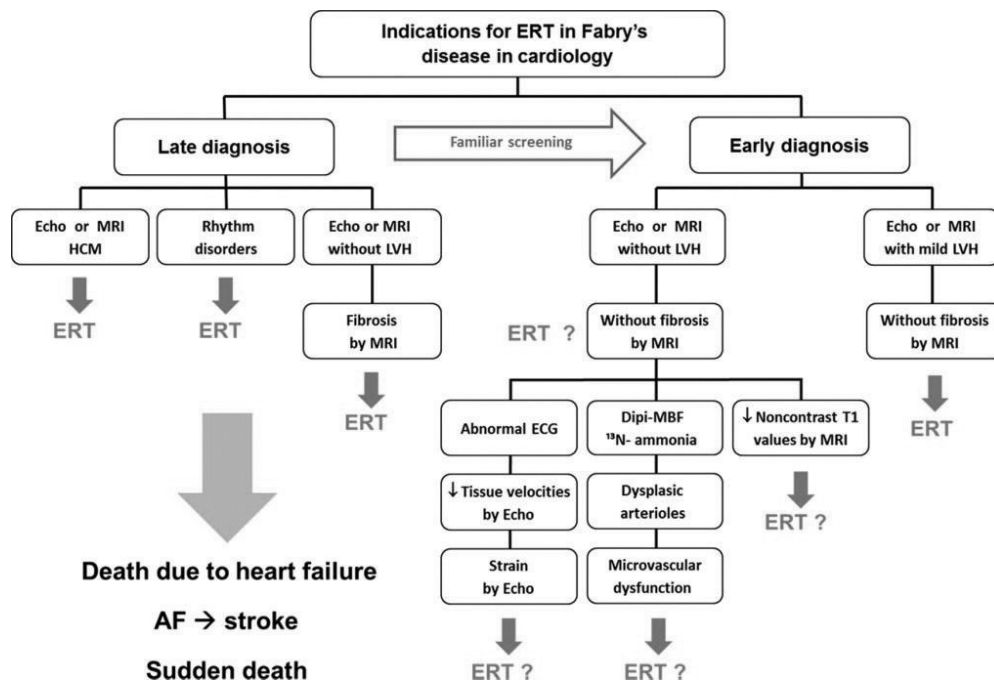 Indications for ERT in Fabry's
disease in cardiology
Late diagnosis
Familiar screening
Early diagnosis
Echo or MRI
HCM
Rhythm
disorders
Echo or MRI
without LVH
Echo or MRI
without LVH
Echo or MRI
with mild LVH
ERT
ERT
Fibrosis
by MRI
ERT ?
Without fibrosis
by MRI
Without fibrosis
by MRI
ERT
Abnormal ECG
Dipi-MBF
¹³N- ammonia
↓ Noncontrast T1
values by MRI
ERT
↓ Tissue velocities
by Echo
Dysplasic
arterioles
ERT ?
Strain
by Echo
Microvascular
dysfunction
Death due to heart failure
AF → stroke
Sudden death
ERT ?
ERT ?